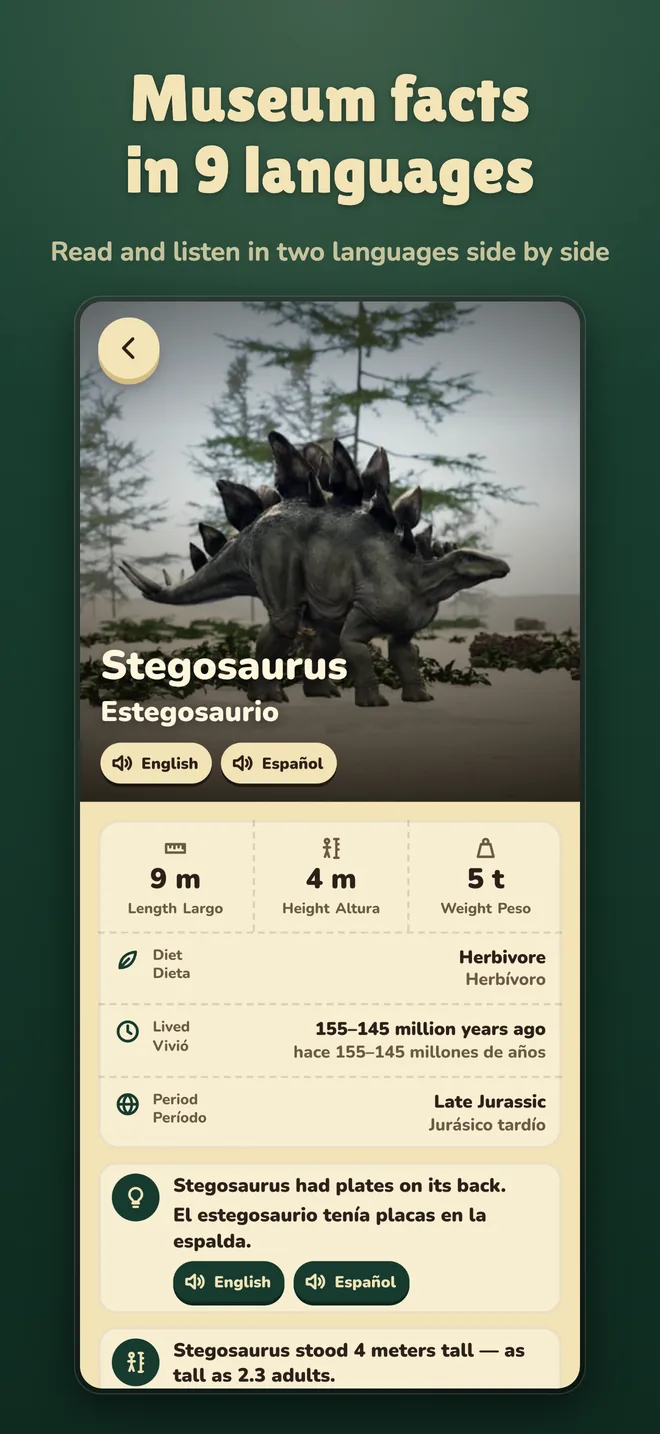 Museum facts
in 9 languages
Read and listen in two languages side by side
Stegosaurus
Estegosaurio
English Español
9 m 4 m 5 t
Length Largo Height Altura Weight Peso
Diet Herbivore
Dieta Herbívoro
Lived 155–145 million years ago
Vivió hace 155–145 millones de años
Period Late Jurassic
Período Jurásico tardío
Stegosaurus had plates on its back.
El estegosaurio tenía placas en la
espalda.
English Español
Stegosaurus stood 4 meters tall — as
tall as 2.3 adults.